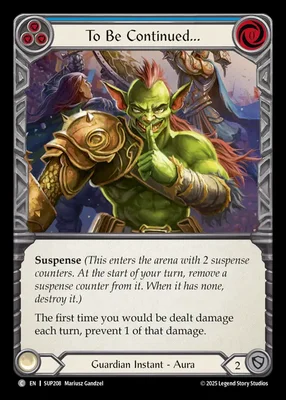 To Be Continued...
Suspense (This enters the arena with 2 suspense
counters. At the start of your turn, remove a
suspense counter from it. When it has none,
destroy it.)
The first time you would be dealt damage
each turn, prevent 1 of that damage.
Guardian Instant - Aura
2
C EN SUP208 Mariusz Gandzel
© 2025 Legend Story Studios